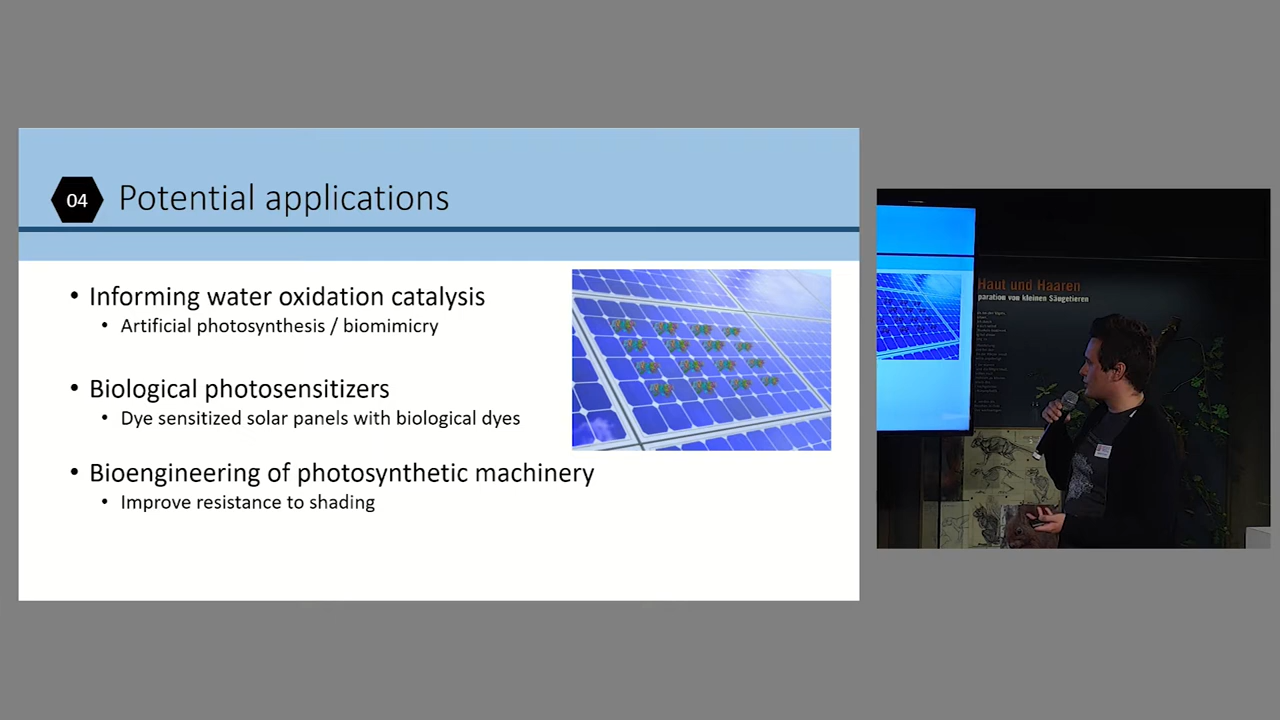 04 Potential applications
• Informing water oxidation catalysis
• Artificial photosynthesis / biomimicry
• Biological photosensitizers
• Dye sensitized solar panels with biological dyes
• Bioengineering of photosynthetic machinery
• Improve resistance to shading
Haut und Haaren
paration von kleinen Säugetieren